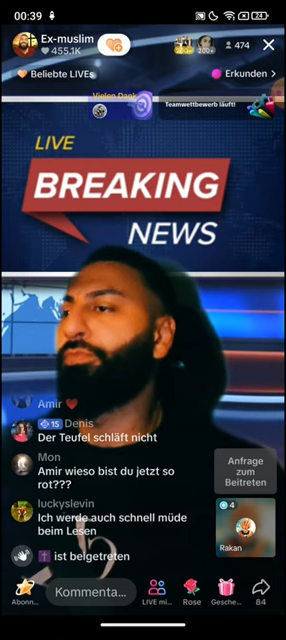 00:39
24
Ex-muslim
455.1K
200+
474
Beliebte LIVEs
Erkunden >
Vielen Dank
Teamwettbewerb läuft!
LIVE
BREAKING
NEWS
Amir ❤️
15 Denis
Der Teufel schläft nicht
Mon
Amir wieso bist du jetzt so
rot???
luckyslevin
Ich werde auch schnell müde
beim Lesen
✝️ ist beigetreten
Anfrage
zum
Beitreten
4
Rakan
Abonn...
Kommenta...
LIVE mi...
Rose
Gesche...
84